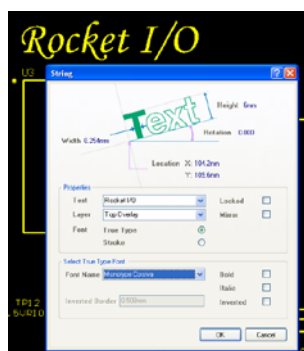 Rocket I/O
U3
String
Text
Height 6mm
Width 0.254mm
Rotation 0.000
Location X: 104.2mm
Y: 105.6mm
Properties
Text Rocket I/O Locked
Layer Top Overlay Mirror
Font True Type
Stroke
Select True Type Font
Font Name Monotype Corsiva Bold
Italic
Inverted Border 0.508mm Inverted
TP12
.5VRIO
OK Cancel